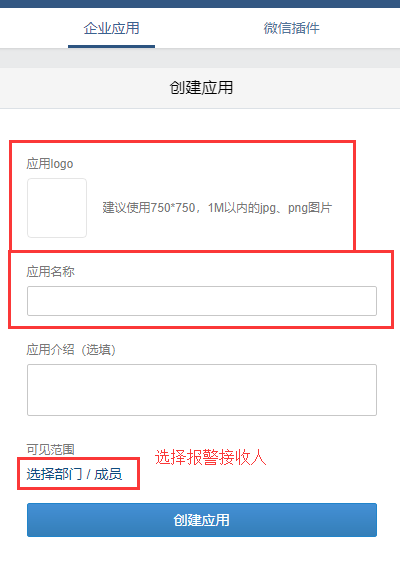 企业应用 微信插件
创建应用
应用logo
建议使用750*750，1M以内的jpg、png图片
应用名称
应用介绍（选填）
可见范围
选择报警接收人
选择部门 / 成员
创建应用